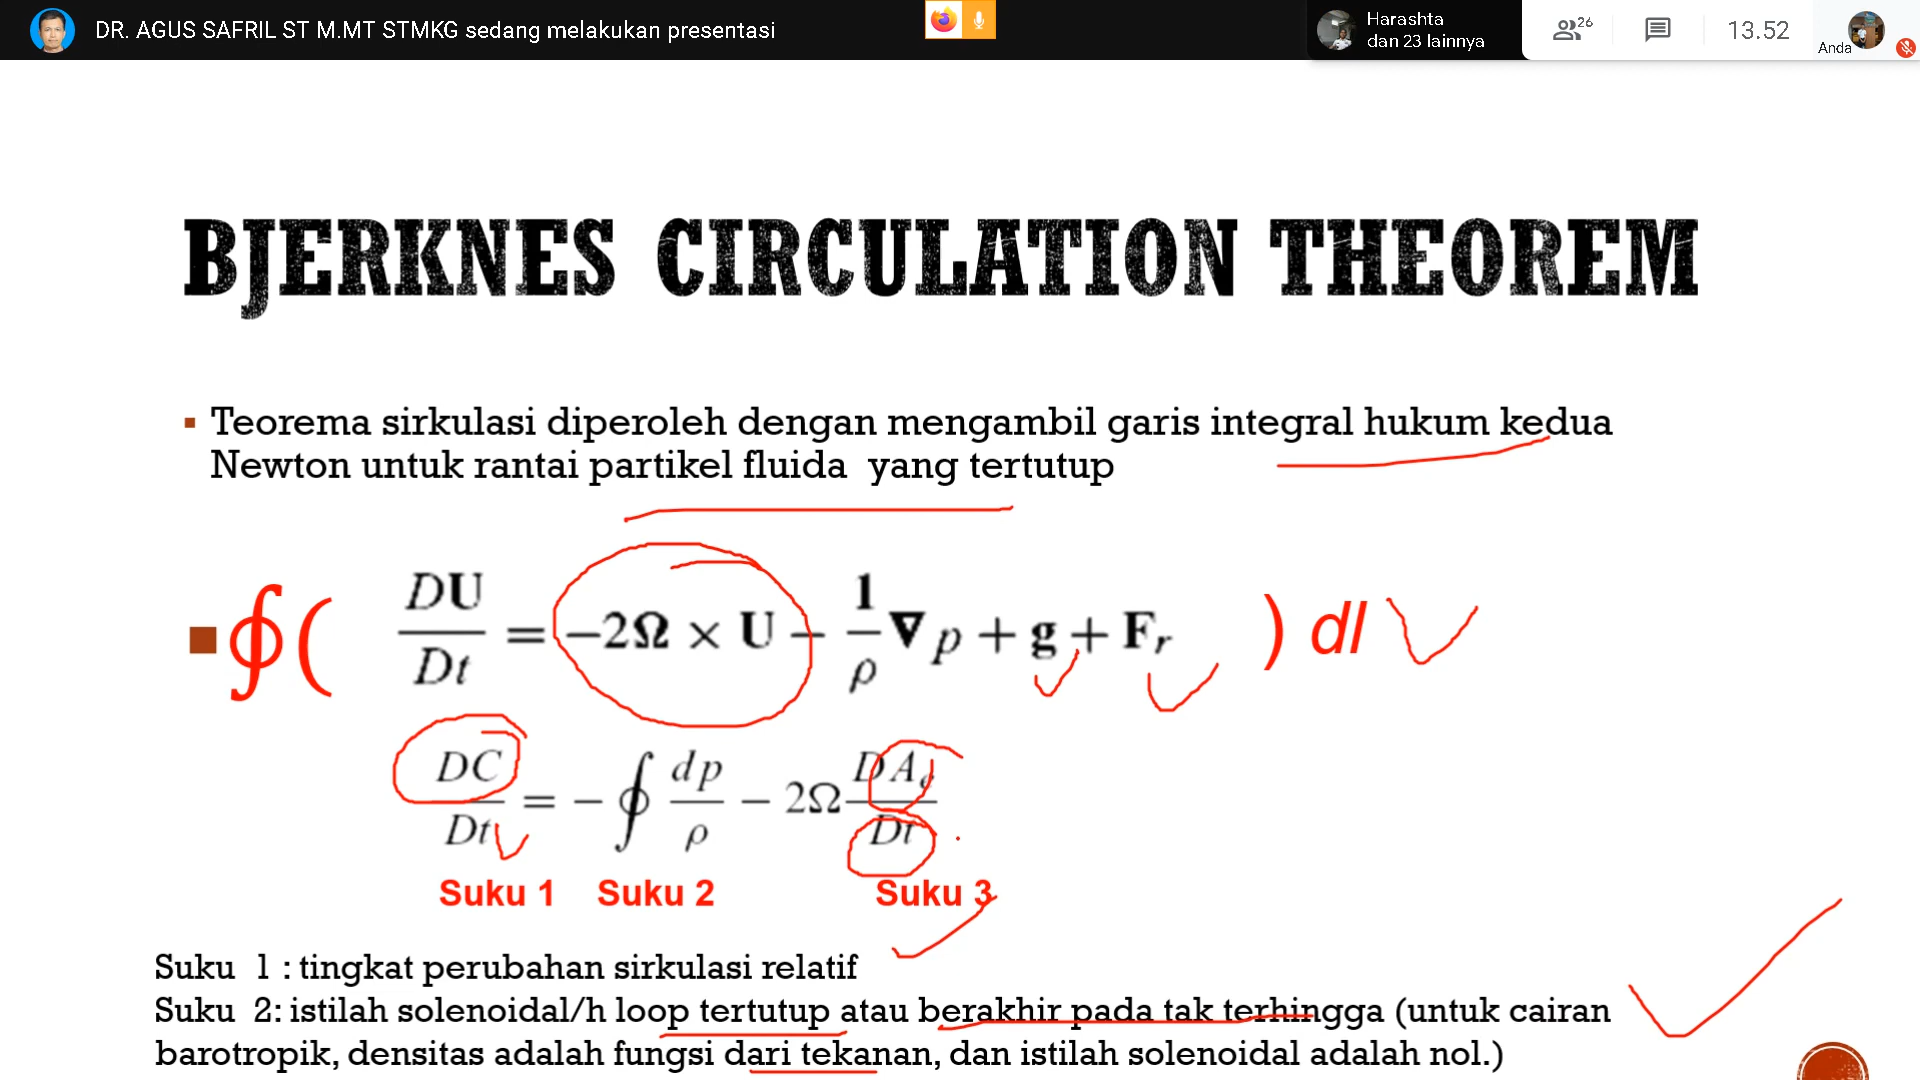 DR. AGUS SAFRIL ST M.MT STMKG sedang melakukan presentasi
Harashta
dan 23 lainnya
26
13.52
Anda
BJERKNES CIRCULATION THEOREM
▪ Teorema sirkulasi diperoleh dengan mengambil garis integral hukum kedua
Newton untuk rantai partikel fluida yang tertutup
▪ ∮( DU/Dt = −2Ω × U − 1/ρ ∇p + g + Fᵣ ) dl
DC/Dt = − ∮ dp/ρ − 2Ω DAₑ/Dt
Suku 1 Suku 2 Suku 3
Suku 1 : tingkat perubahan sirkulasi relatif
Suku 2: istilah solenoidal/h loop tertutup atau berakhir pada tak terhingga (untuk cairan
barotropik, densitas adalah fungsi dari tekanan, dan istilah solenoidal adalah nol.)